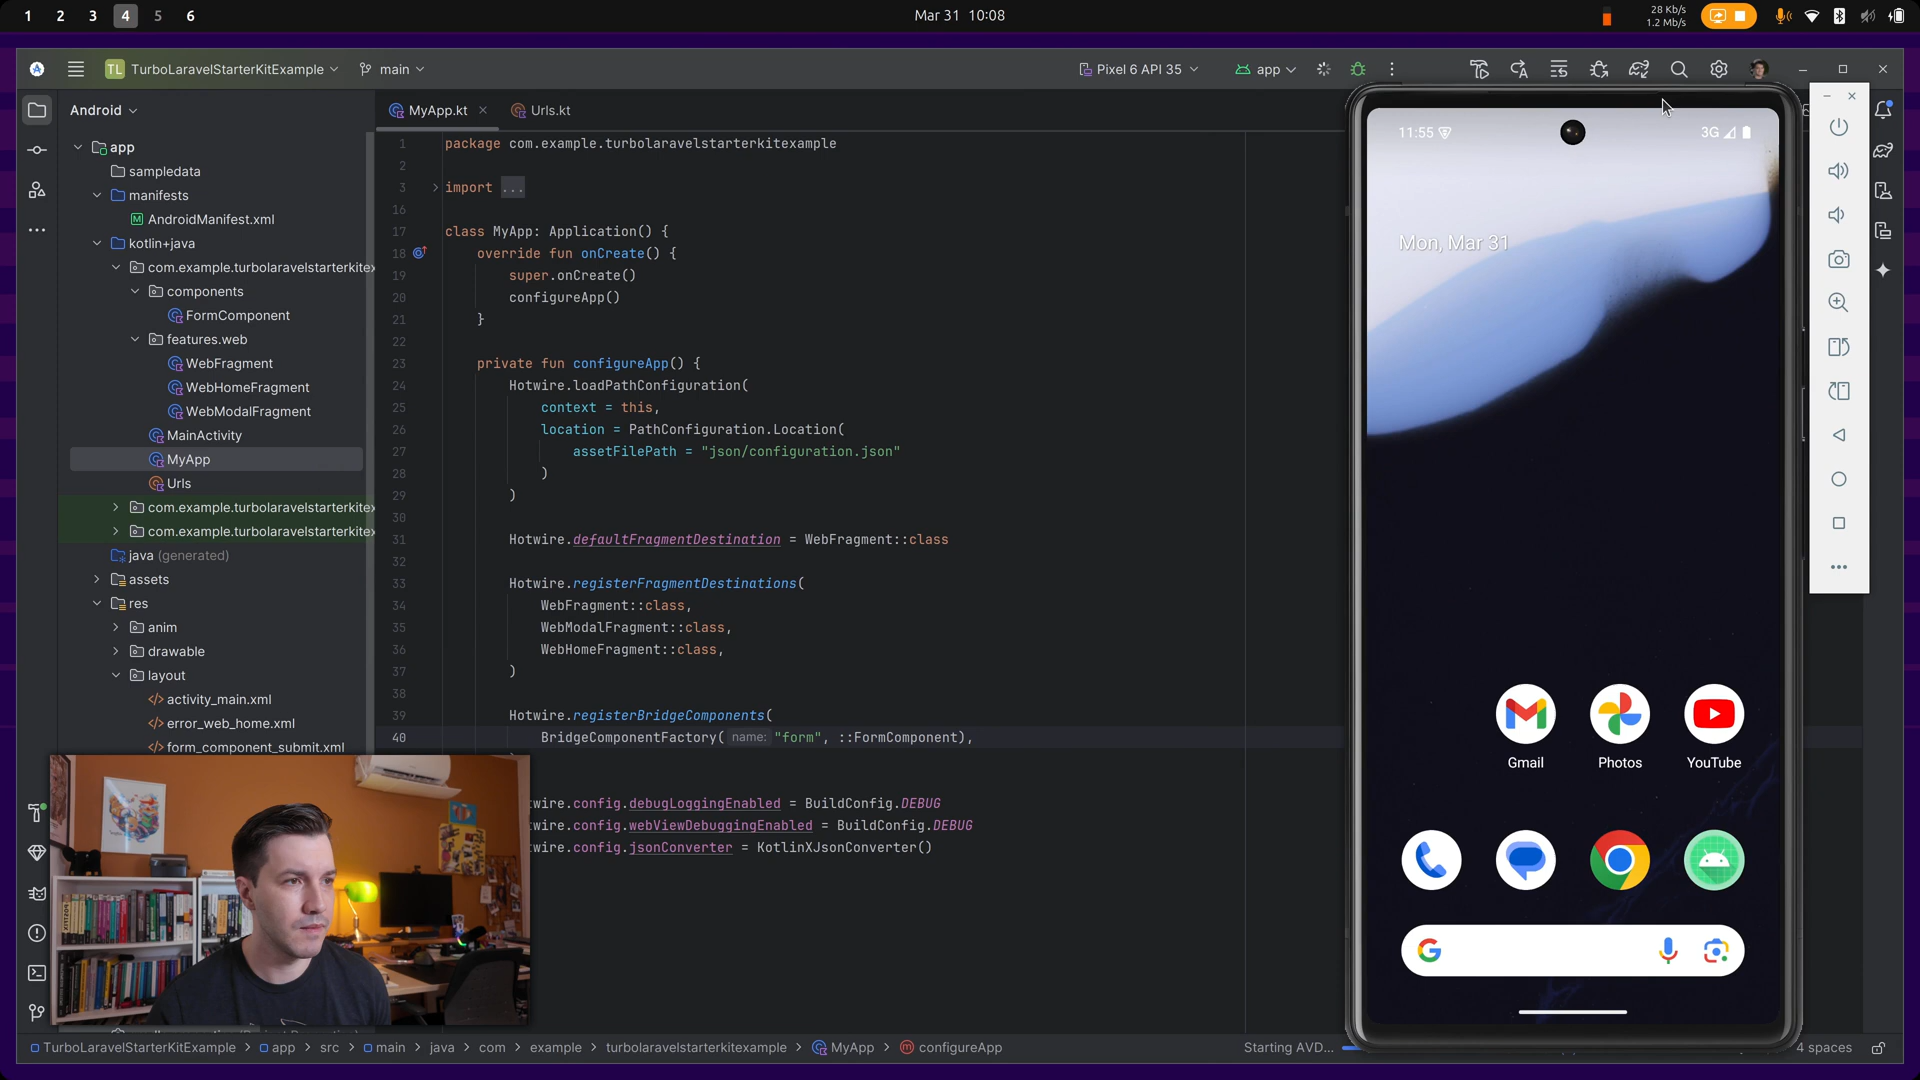 1 2 3 4 5 6
Mar 31 10:08
28 Kb/s
1.2 Mb/s
TL TurboLaravelStarterKitExample
main
Pixel 6 API 35
app
Android
MyApp.kt
Urls.kt
app
sampledata
manifests
AndroidManifest.xml
kotlin+java
com.example.turbolaravelstarterkitex
components
FormComponent
features.web
WebFragment
WebHomeFragment
WebModalFragment
MainActivity
MyApp
Urls
com.example.turbolaravelstarterkitex
com.example.turbolaravelstarterkitex
java (generated)
assets
res
anim
drawable
layout
activity_main.xml
error_web_home.xml
form_component_submit.xml
1 package com.example.turbolaravelstarterkitexample
2
3 import ...
16
17 class MyApp: Application() {
18 override fun onCreate() {
19 super.onCreate()
20 configureApp()
21 }
22
23 private fun configureApp() {
24 Hotwire.loadPathConfiguration(
25 context = this,
26 location = PathConfiguration.Location(
27 assetFilePath = "json/configuration.json"
28 )
29 )
30
31 Hotwire.defaultFragmentDestination = WebFragment::class
32
33 Hotwire.registerFragmentDestinations(
34 WebFragment::class,
35 WebModalFragment::class,
36 WebHomeFragment::class,
37 )
38
39 Hotwire.registerBridgeComponents(
40 BridgeComponentFactory( name: "form", ::FormComponent),
wire.config.debugLoggingEnabled = BuildConfig.DEBUG
wire.config.webViewDebuggingEnabled = BuildConfig.DEBUG
wire.config.jsonConverter = KotlinXJsonConverter()
11:55
3G
Mon, Mar 31
Gmail
Photos
YouTube
TurboLaravelStarterKitExample > app > src > main > java > com > example > turbolaravelstarterkitexample > MyApp > configureApp
Starting AVD...
4 spaces